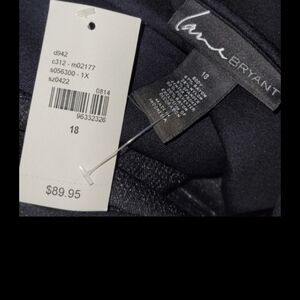 d942
c312 - m02177
s056300 - 1X
sz0422
0814
96332326
18
$89.95
Lane
BRYANT
18